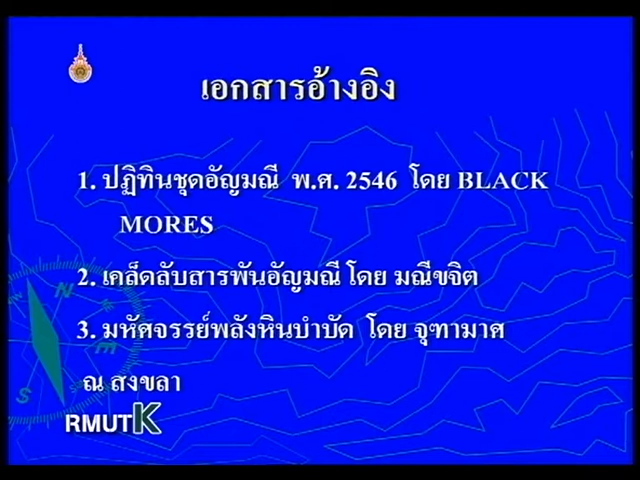 เอกสารอ้างอิง
1. ปฏิทินชุดอัญมณี พ.ศ. 2546 โดย BLACK
MORES
2. เคล็ดลับสารพันอัญมณี โดย มณีขจิต
3. มหัศจรรย์พลังหินบำบัด โดย จุฑามาศ
ณ สงขลา
RMUTK
N
NE
E
S